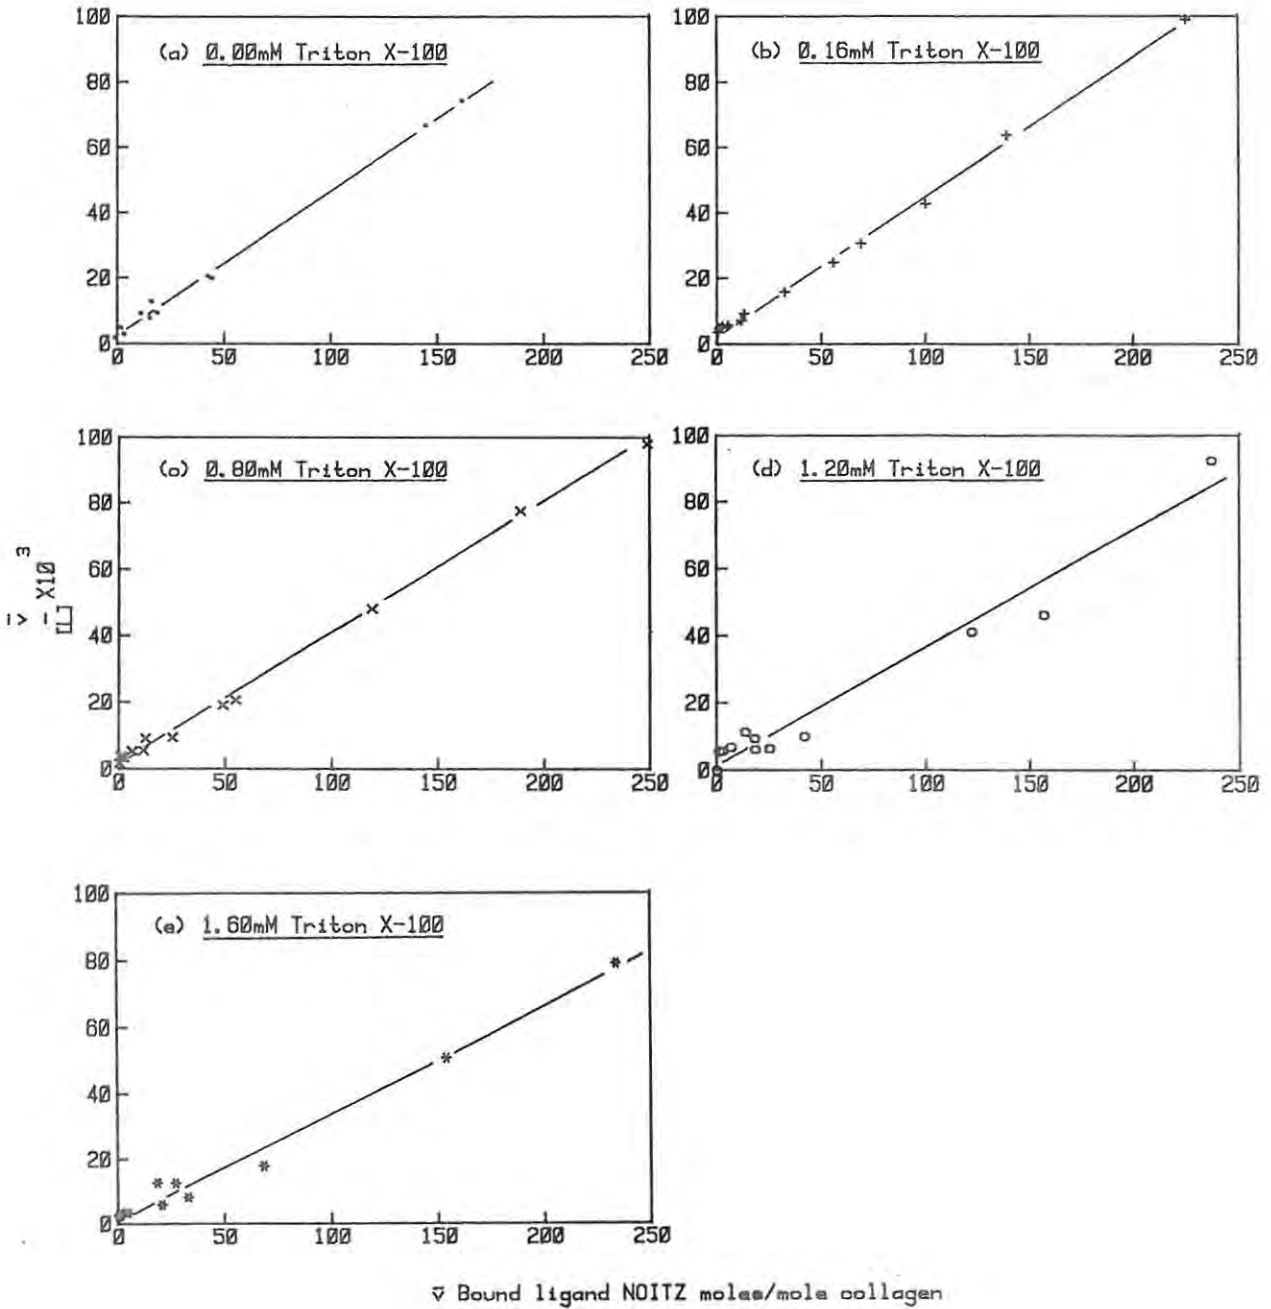 100
(a) 0.00mM Triton X-100
80
60
40
20
0
0 50 100 150 200 250
100
(b) 0.16mM Triton X-100
80
60
40
20
0
0 50 100 150 200 250
100
(c) 0.80mM Triton X-100
80
60
40
20
0
0 50 100 150 200 250
100
(d) 1.20mM Triton X-100
80
60
40
20
0
0 50 100 150 200 250
v̄ / [L] X10 3
100
(e) 1.60mM Triton X-100
80
60
40
20
0
0 50 100 150 200 250
v̄ Bound ligand NOITZ moles/mole collagen